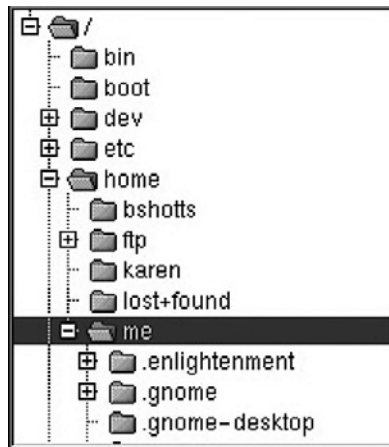 /
bin
boot
dev
etc
home
bshotts
ftp
karen
lost+found
me
.enlightenment
.gnome
.gnome-desktop